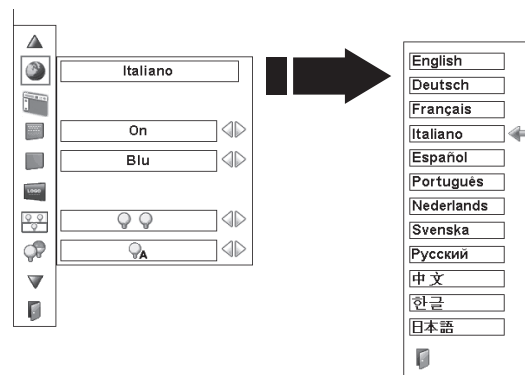 Italiano
On
Blu
LOGO
A
English
Deutsch
Français
Italiano
Español
Português
Nederlands
Svenska
Русский
中文
한글
日本語